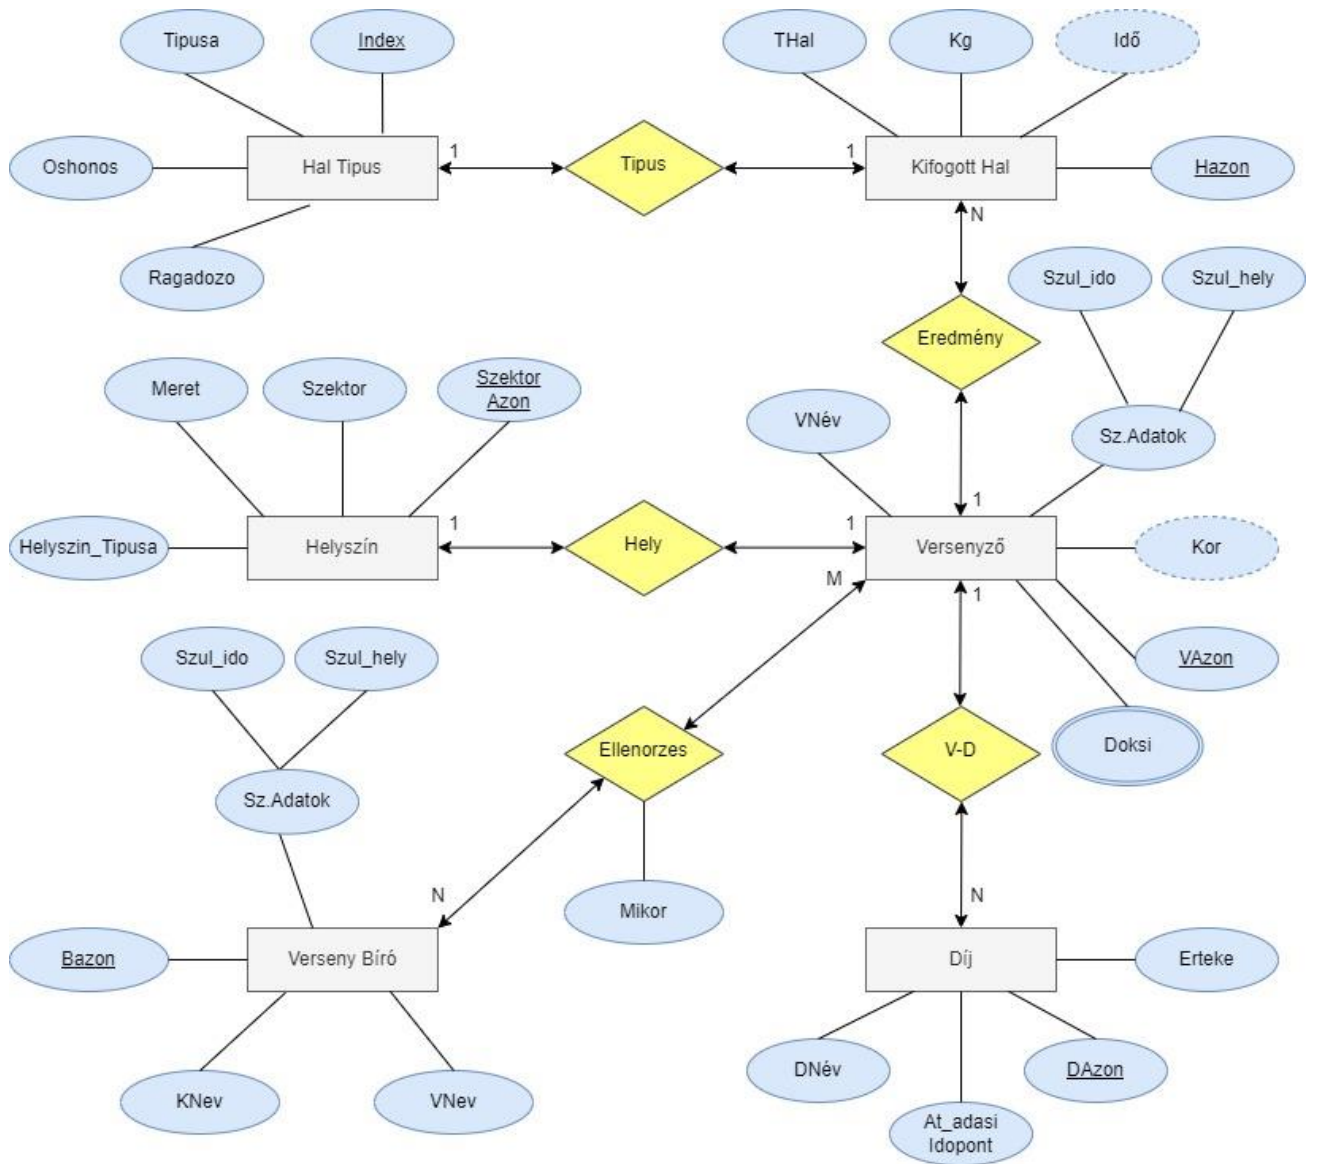 Tipusa
Index
THal
Kg
Idő
Oshonos
Hal Tipus
1
Tipus
1
Kifogott Hal
Hazon
N
Ragadozo
Szul_ido
Szul_hely
Eredmény
Meret
Szektor
Szektor
Azon
VNév
Sz.Adatok
1
Helyszin_Tipusa
Helyszín
1
Hely
1
Versenyző
Kor
M
1
Szul_ido
Szul_hely
VAzon
Ellenorzes
V-D
Doksi
Sz.Adatok
N
Mikor
N
Bazon
Verseny Bíró
Díj
Erteke
KNev
VNev
DNév
DAzon
At_adasi
Idopont